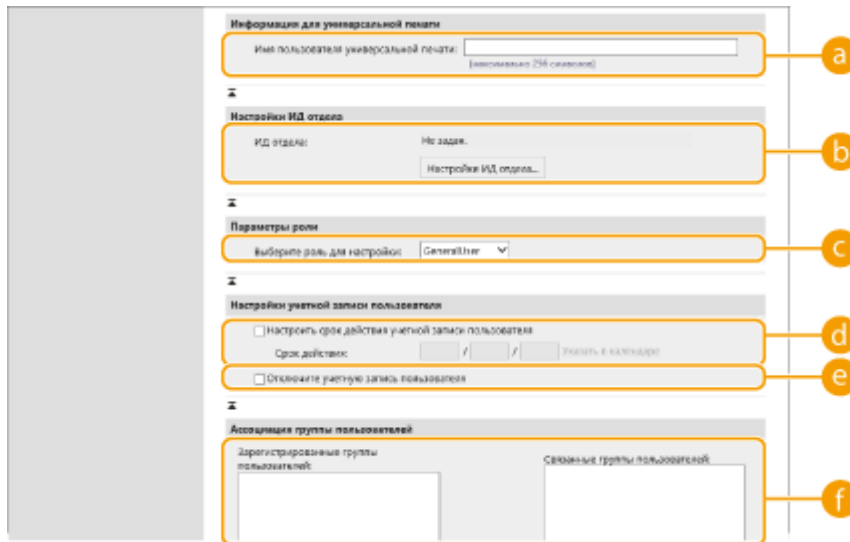 Информация для универсальной печати
Имя пользователя универсальной печати:
(максимально 256 символов)
a
Настройки ИД отдела
ИД отдела:
Не задан.
Настройки ИД отдела...
b
Параметры роли
Выберите роль для настройки:
GeneralUser
c
Настройки учетной записи пользователя
Настроить срок действия учетной записи пользователя
Срок действия:
/ / Указать в календаре
d
Отключите учетную запись пользователя
e
Ассоциация группы пользователей
Зарегистрированные группы
пользователей:
Связанные группы пользователей:
f